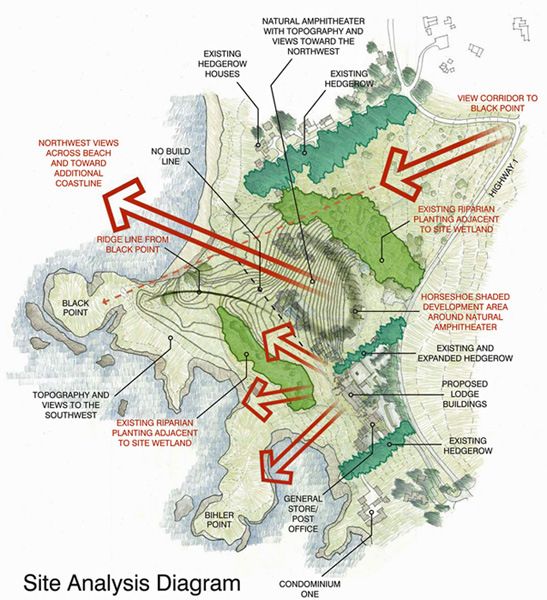 NATURAL AMPHITHEATER
WITH TOPOGRAPHY AND
VIEWS TOWARD THE
NORTHWEST
EXISTING
HEDGEROW
HOUSES
EXISTING
HEDGEROW
VIEW CORRIDOR TO
BLACK POINT
NORTHWEST VIEWS
ACROSS BEACH
AND TOWARD
ADDITIONAL
COASTLINE
NO BUILD
LINE
HIGHWAY 1
EXISTING RIPARIAN
PLANTING ADJACENT
TO SITE WETLAND
RIDGE LINE FROM
BLACK POINT
BLACK
POINT
HORSESHOE SHADED
DEVELOPMENT AREA
AROUND NATURAL
AMPHITHEATER
EXISTING AND
EXPANDED HEDGEROW
TOPOGRAPHY AND
VIEWS TO THE
SOUTHWEST
PROPOSED
LODGE
BUILDINGS
EXISTING RIPARIAN
PLANTING ADJACENT
TO SITE WETLAND
EXISTING
HEDGEROW
BIHLER
POINT
GENERAL
STORE/
POST
OFFICE
CONDOMINIUM
ONE
Site Analysis Diagram